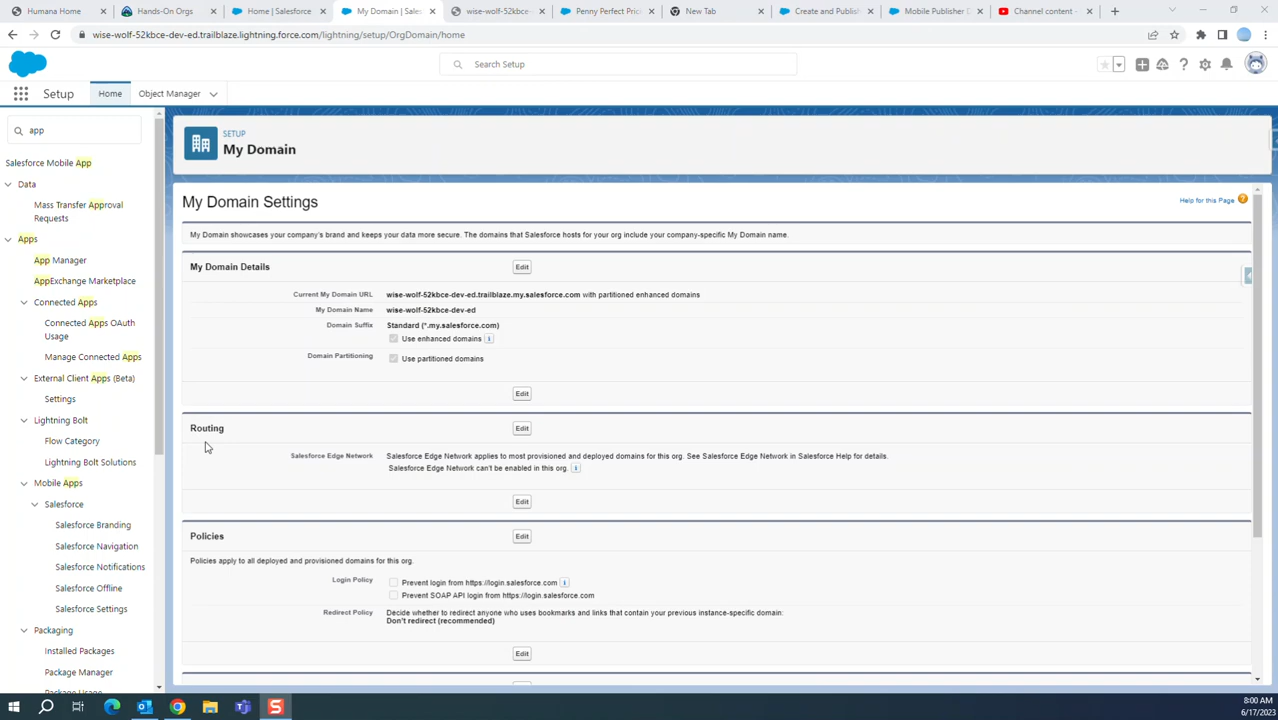 Humana Home
Hands-On Orgs
Home | Salesforce
My Domain | Sales
wise-wolf-52kbce-
Penny Perfect Pric
New Tab
Create and Publis
Mobile Publisher
Channel content -
wise-wolf-52kbce-dev-ed.trailblaze.lightning.force.com/lightning/setup/OrgDomain/home
Search Setup
Setup
Home
Object Manager
app
Salesforce Mobile App
Data
Mass Transfer Approval
Requests
Apps
App Manager
AppExchange Marketplace
Connected Apps
Connected Apps OAuth
Usage
Manage Connected Apps
External Client Apps (Beta)
Settings
Lightning Bolt
Flow Category
Lightning Bolt Solutions
Mobile Apps
Salesforce
Salesforce Branding
Salesforce Navigation
Salesforce Notifications
Salesforce Offline
Salesforce Settings
Packaging
Installed Packages
Package Manager
Package Usage
SETUP
My Domain
My Domain Settings
Help for this Page
My Domain showcases your company's brand and keeps your data more secure. The domains that Salesforce hosts for your org include your company-specific My Domain name.
My Domain Details
Edit
Current My Domain URL wise-wolf-52kbce-dev-ed.trailblaze.my.salesforce.com with partitioned enhanced domains
My Domain Name wise-wolf-52kbce-dev-ed
Domain Suffix Standard (*.my.salesforce.com)
Use enhanced domains
Domain Partitioning Use partitioned domains
Edit
Routing
Edit
Salesforce Edge Network Salesforce Edge Network applies to most provisioned and deployed domains for this org. See Salesforce Edge Network in Salesforce Help for details.
Salesforce Edge Network can't be enabled in this org.
Edit
Policies
Edit
Policies apply to all deployed and provisioned domains for this org.
Login Policy Prevent login from https://login.salesforce.com
Prevent SOAP API login from https://login.salesforce.com
Redirect Policy Decide whether to redirect anyone who uses bookmarks and links that contain your previous instance-specific domain:
Don't redirect (recommended)
Edit
8:00 AM
6/17/2023